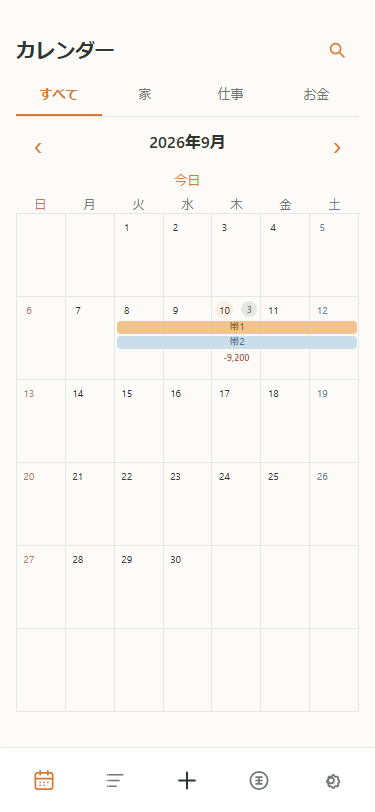 カレンダー
すべて 家 仕事 お金
‹ 2026年9月 ›
今日
日 月 火 水 木 金 土
1 2 3 4 5
6 7 8 9 10 3 11 12
帯1
帯2
-9,200
13 14 15 16 17 18 19
20 21 22 23 24 25 26
27 28 29 30